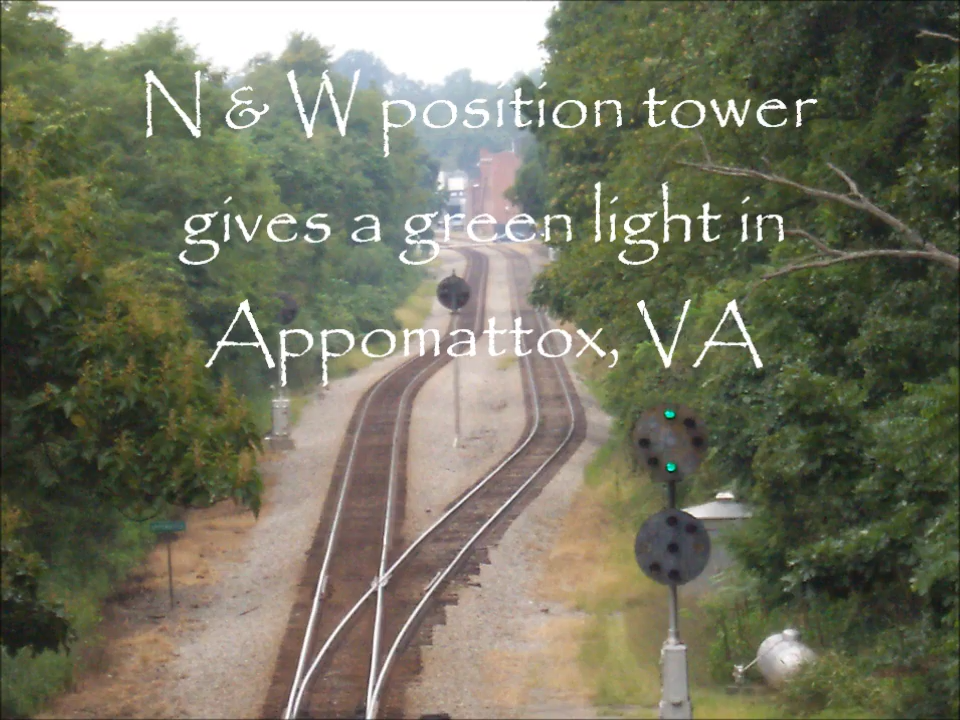 N & W position tower
gives a green light in
Appomattox, VA